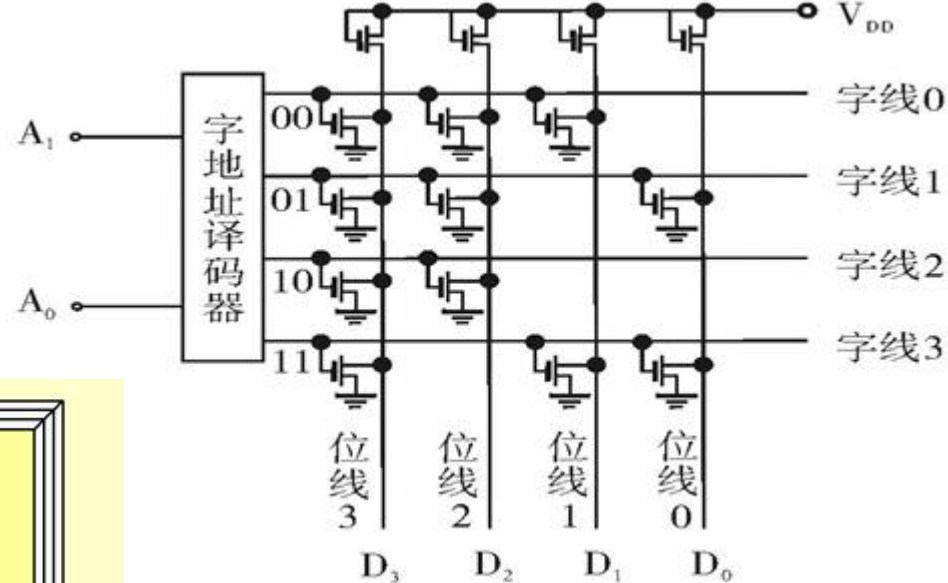 V_DD
字线0
00
A₁
字地址译码器
字线1
01
字线2
10
A₀
字线3
11
位线3
位线2
位线1
位线0
D₃
D₂
D₁
D₀